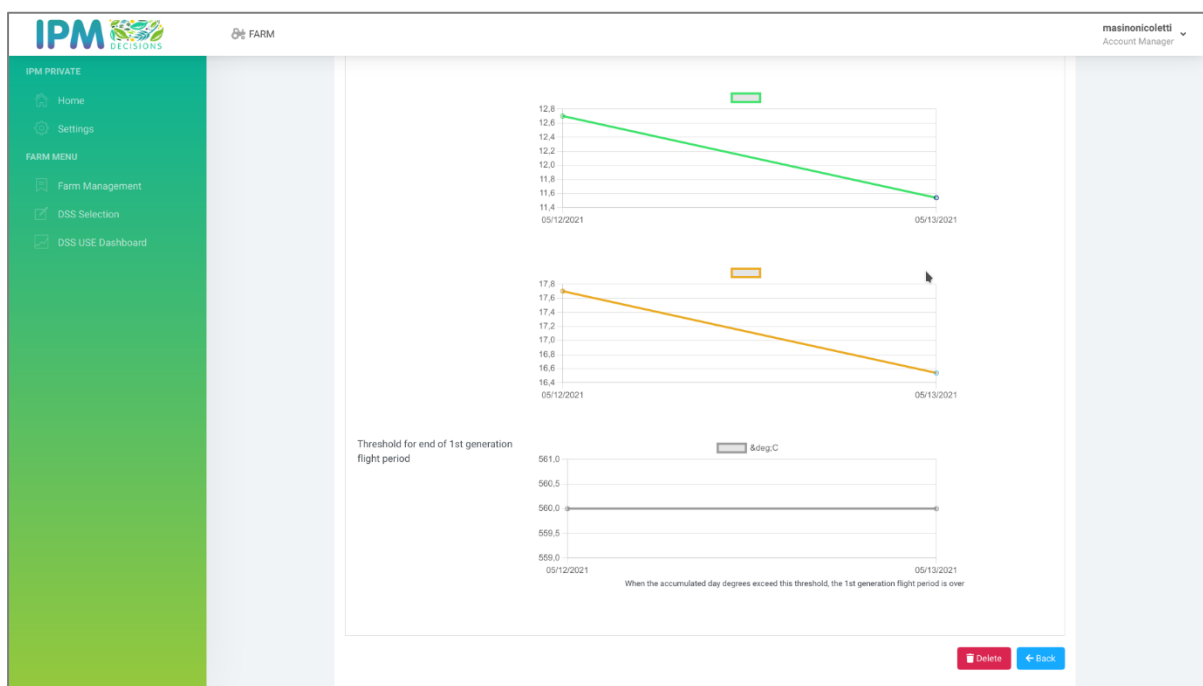 IPM
DECISIONS
FARM
masinonicoletti
Account Manager
IPM PRIVATE
Home
Settings
FARM MENU
Farm Management
DSS Selection
DSS USE Dashboard
12,8
12,6
12,4
12,2
12,0
11,8
11,6
11,4
05/12/2021 05/13/2021
17,8
17,6
17,4
17,2
17,0
16,8
16,6
16,4
05/12/2021 05/13/2021
Threshold for end of 1st generation
flight period
&deg;C
561,0
560,5
560,0
559,5
559,0
05/12/2021 05/13/2021
When the accumulated day degrees exceed this threshold, the 1st generation flight period is over
Delete
Back